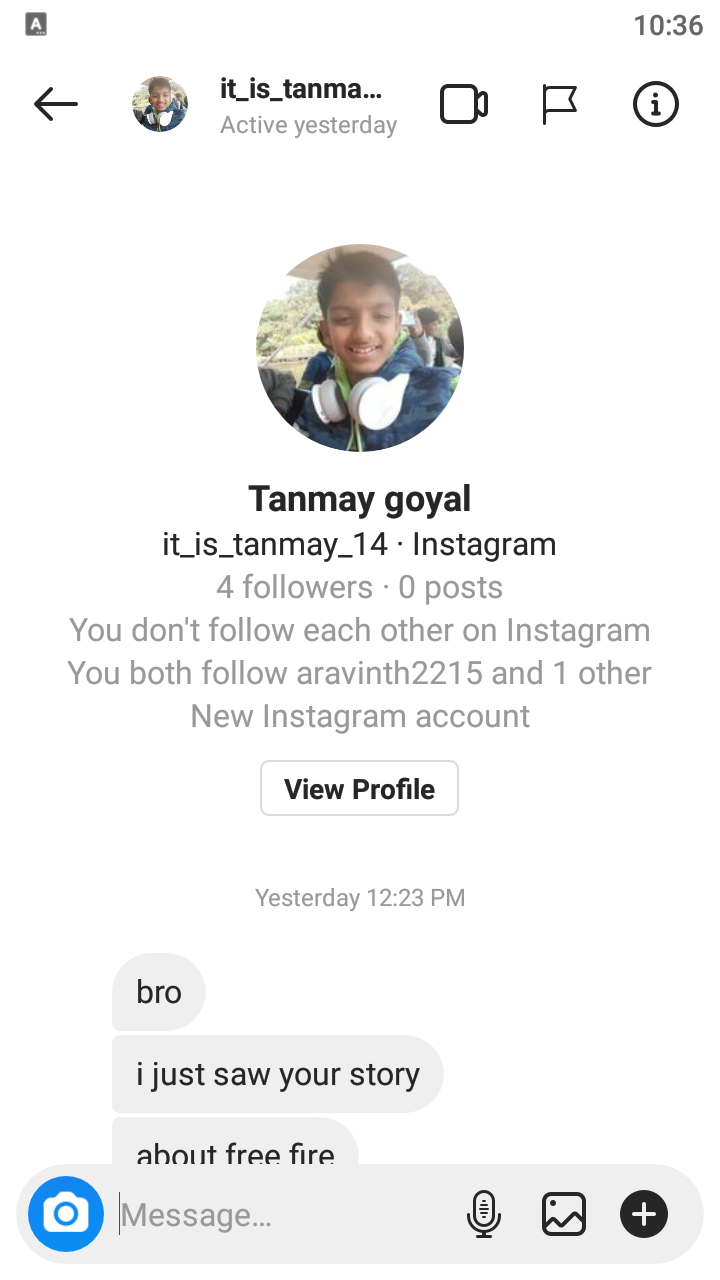 A
10:36
it_is_tanma...
Active yesterday
Tanmay goyal
it_is_tanmay_14 · Instagram
4 followers · 0 posts
You don't follow each other on Instagram
You both follow aravinth2215 and 1 other
New Instagram account
View Profile
Yesterday 12:23 PM
bro
i just saw your story
about free fire
Message...